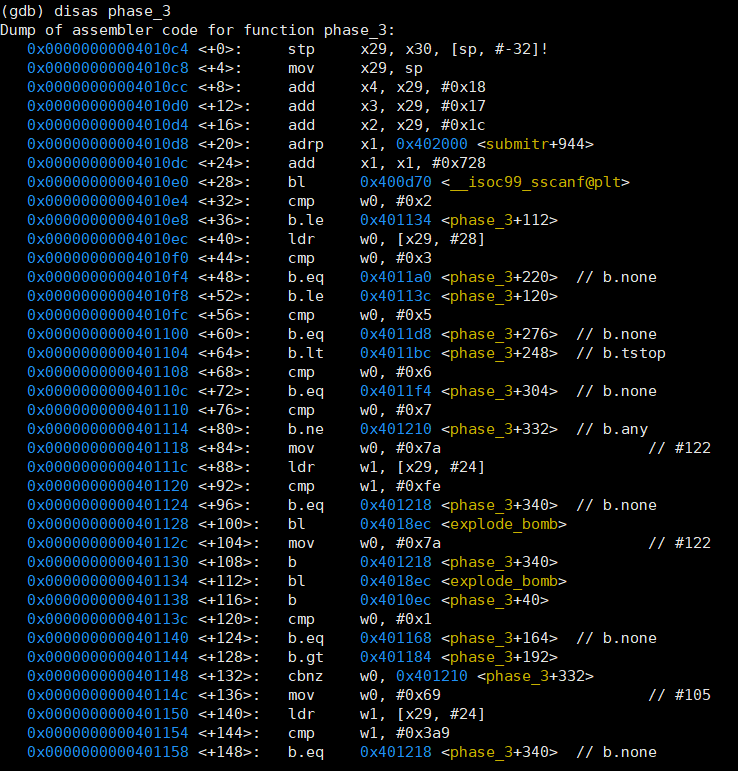 (gdb) disas phase_3
Dump of assembler code for function phase_3:
   0x00000000004010c4 <+0>:	stp	x29, x30, [sp, #-32]!
   0x00000000004010c8 <+4>:	mov	x29, sp
   0x00000000004010cc <+8>:	add	x4, x29, #0x18
   0x00000000004010d0 <+12>:	add	x3, x29, #0x17
   0x00000000004010d4 <+16>:	add	x2, x29, #0x1c
   0x00000000004010d8 <+20>:	adrp	x1, 0x402000 <submitr+944>
   0x00000000004010dc <+24>:	add	x1, x1, #0x728
   0x00000000004010e0 <+28>:	bl	0x400d70 <__isoc99_sscanf@plt>
   0x00000000004010e4 <+32>:	cmp	w0, #0x2
   0x00000000004010e8 <+36>:	b.le	0x401134 <phase_3+112>
   0x00000000004010ec <+40>:	ldr	w0, [x29, #28]
   0x00000000004010f0 <+44>:	cmp	w0, #0x3
   0x00000000004010f4 <+48>:	b.eq	0x4011a0 <phase_3+220>  // b.none
   0x00000000004010f8 <+52>:	b.le	0x40113c <phase_3+120>
   0x00000000004010fc <+56>:	cmp	w0, #0x5
   0x0000000000401100 <+60>:	b.eq	0x4011d8 <phase_3+276>  // b.none
   0x0000000000401104 <+64>:	b.lt	0x4011bc <phase_3+248>  // b.tstop
   0x0000000000401108 <+68>:	cmp	w0, #0x6
   0x000000000040110c <+72>:	b.eq	0x4011f4 <phase_3+304>  // b.none
   0x0000000000401110 <+76>:	cmp	w0, #0x7
   0x0000000000401114 <+80>:	b.ne	0x401210 <phase_3+332>  // b.any
   0x0000000000401118 <+84>:	mov	w0, #0x7a                  	// #122
   0x000000000040111c <+88>:	ldr	w1, [x29, #24]
   0x0000000000401120 <+92>:	cmp	w1, #0xfe
   0x0000000000401124 <+96>:	b.eq	0x401218 <phase_3+340>  // b.none
   0x0000000000401128 <+100>:	bl	0x4018ec <explode_bomb>
   0x000000000040112c <+104>:	mov	w0, #0x7a                  	// #122
   0x0000000000401130 <+108>:	b	0x401218 <phase_3+340>
   0x0000000000401134 <+112>:	bl	0x4018ec <explode_bomb>
   0x0000000000401138 <+116>:	b	0x4010ec <phase_3+40>
   0x000000000040113c <+120>:	cmp	w0, #0x1
   0x0000000000401140 <+124>:	b.eq	0x401168 <phase_3+164>  // b.none
   0x0000000000401144 <+128>:	b.gt	0x401184 <phase_3+192>
   0x0000000000401148 <+132>:	cbnz	w0, 0x401210 <phase_3+332>
   0x000000000040114c <+136>:	mov	w0, #0x69                  	// #105
   0x0000000000401150 <+140>:	ldr	w1, [x29, #24]
   0x0000000000401154 <+144>:	cmp	w1, #0x3a9
   0x0000000000401158 <+148>:	b.eq	0x401218 <phase_3+340>  // b.none